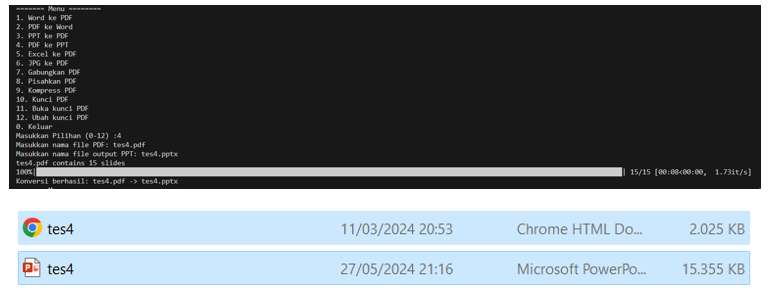 ======= Menu ========
1. Word ke PDF
2. PDF ke Word
3. PPT ke PDF
4. PDF ke PPT
5. Excel ke PDF
6. JPG ke PDF
7. Gabungkan PDF
8. Pisahkan PDF
9. Kompress PDF
10. Kunci PDF
11. Buka kunci PDF
12. Ubah kunci PDF
0. Keluar
Masukkan Pilihan (0-12) :4
Masukkan nama file PDF: tes4.pdf
Masukkan nama file output PPT: tes4.pptx
tes4.pdf contains 15 slides
100%| | 15/15 [00:08<00:00, 1.73it/s]
Konversi berhasil: tes4.pdf -> tes4.pptx
tes4 11/03/2024 20:53 Chrome HTML Do... 2.025 KB
tes4 27/05/2024 21:16 Microsoft PowerPo... 15.355 KB